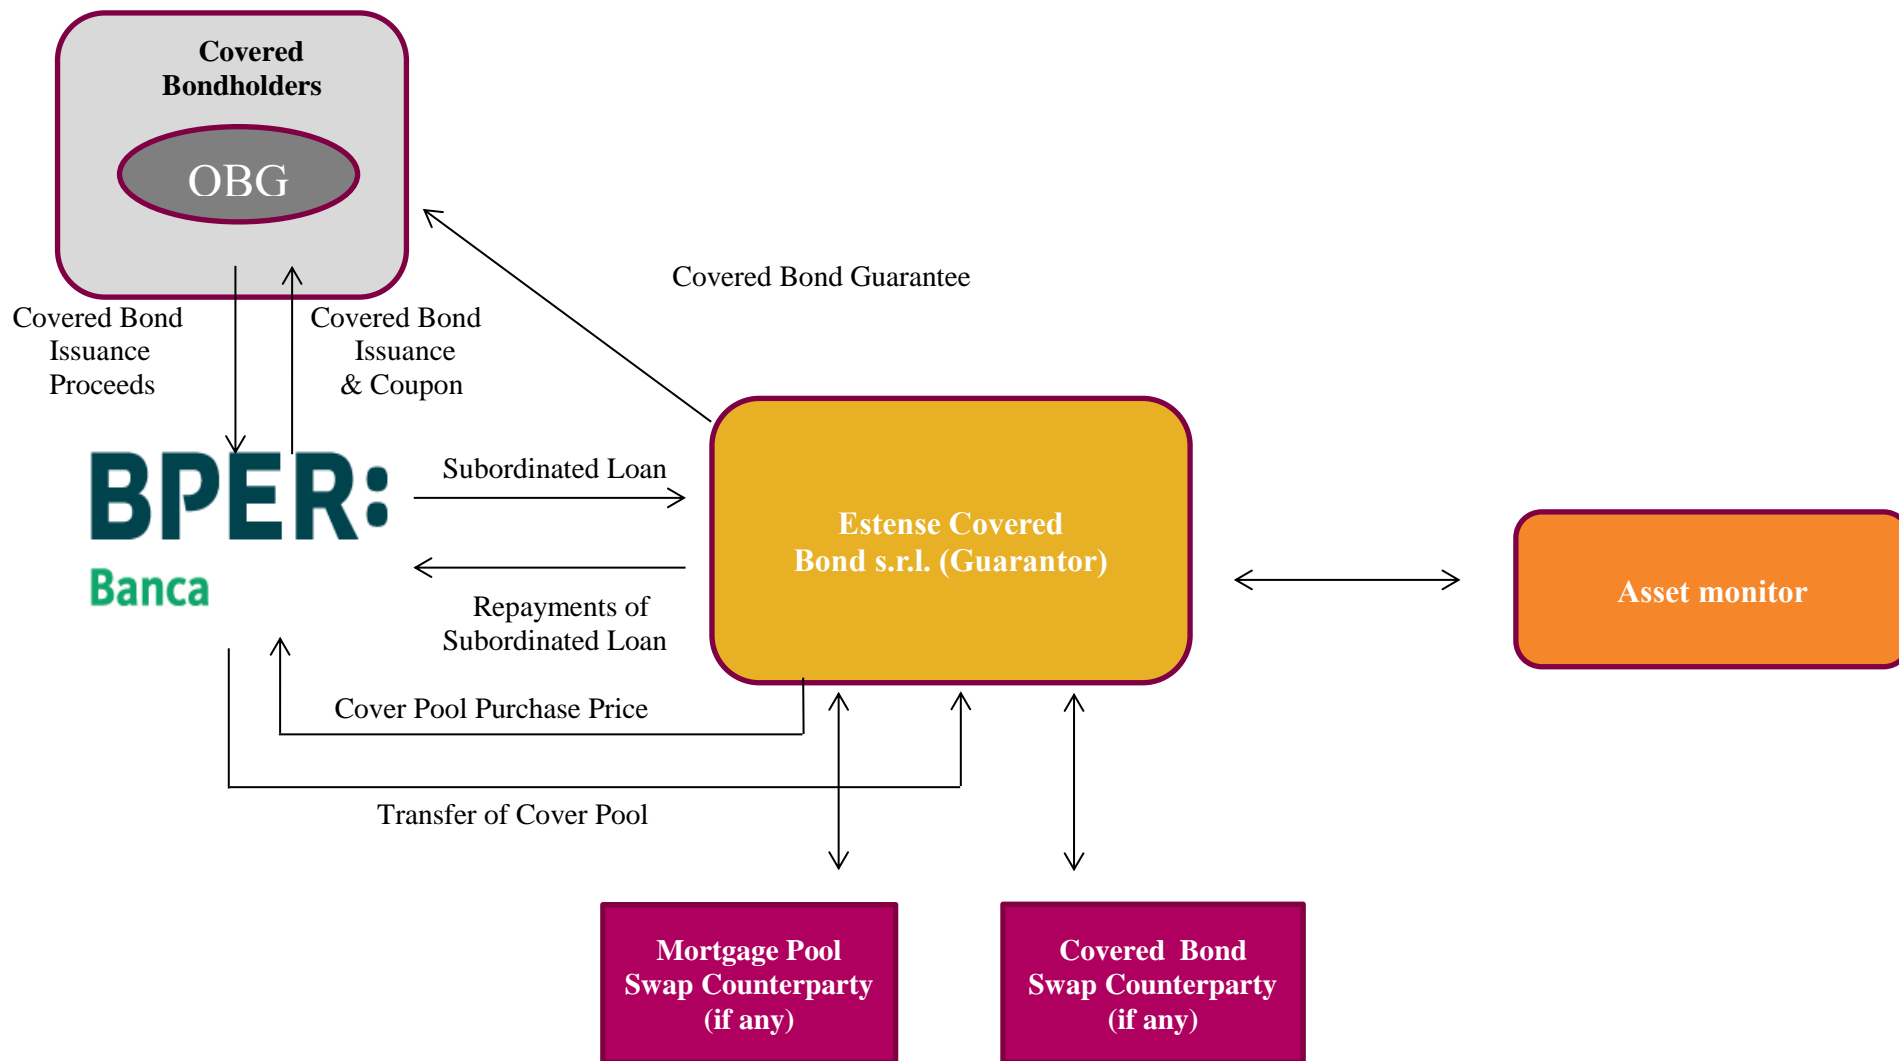 Covered
Bondholders
OBG
Covered Bond Guarantee
Covered Bond
Issuance
Proceeds
Covered Bond
Issuance
& Coupon
BPER:
Banca
Subordinated Loan
Repayments of
Subordinated Loan
Estense Covered
Bond s.r.l. (Guarantor)
Asset monitor
Cover Pool Purchase Price
Transfer of Cover Pool
Mortgage Pool
Swap Counterparty
(if any)
Covered Bond
Swap Counterparty
(if any)